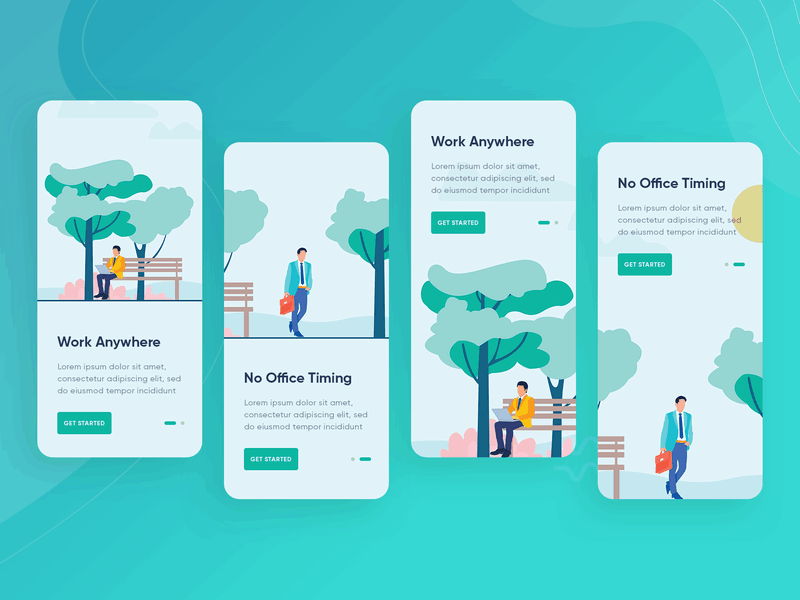 Work Anywhere
Lorem ipsum dolor sit amet,
consectetur adipiscing elit, sed
do eiusmod tempor incididunt
GET STARTED
No Office Timing
Lorem ipsum dolor sit amet,
consectetur adipiscing elit, sed
do eiusmod tempor incididunt
GET STARTED
Work Anywhere
Lorem ipsum dolor sit amet,
consectetur adipiscing elit, sed
do eiusmod tempor incididunt
GET STARTED
No Office Timing
Lorem ipsum dolor sit amet,
consectetur adipiscing elit, sed
do eiusmod tempor incididunt
GET STARTED